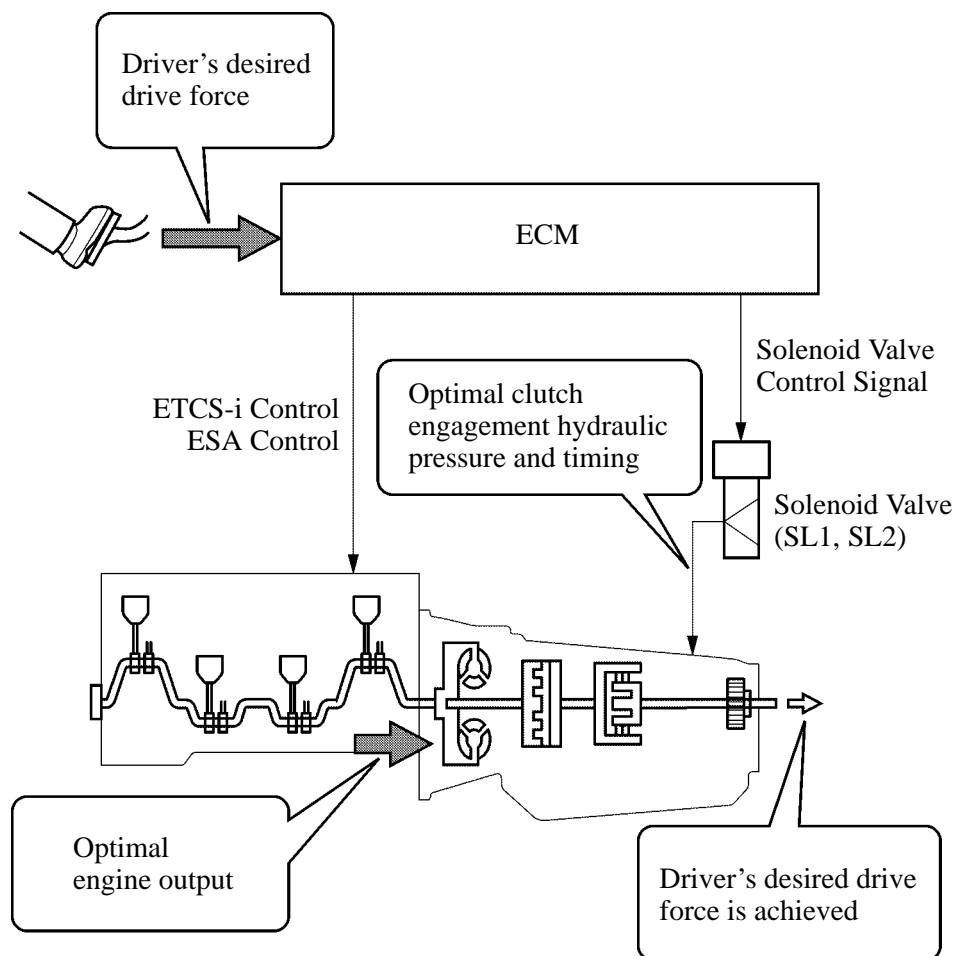 Driver’s desired
drive force
ECM
Solenoid Valve
Control Signal
ETCS-i Control
ESA Control
Optimal clutch
engagement hydraulic
pressure and timing
Solenoid Valve
(SL1, SL2)
Optimal
engine output
Driver’s desired drive
force is achieved